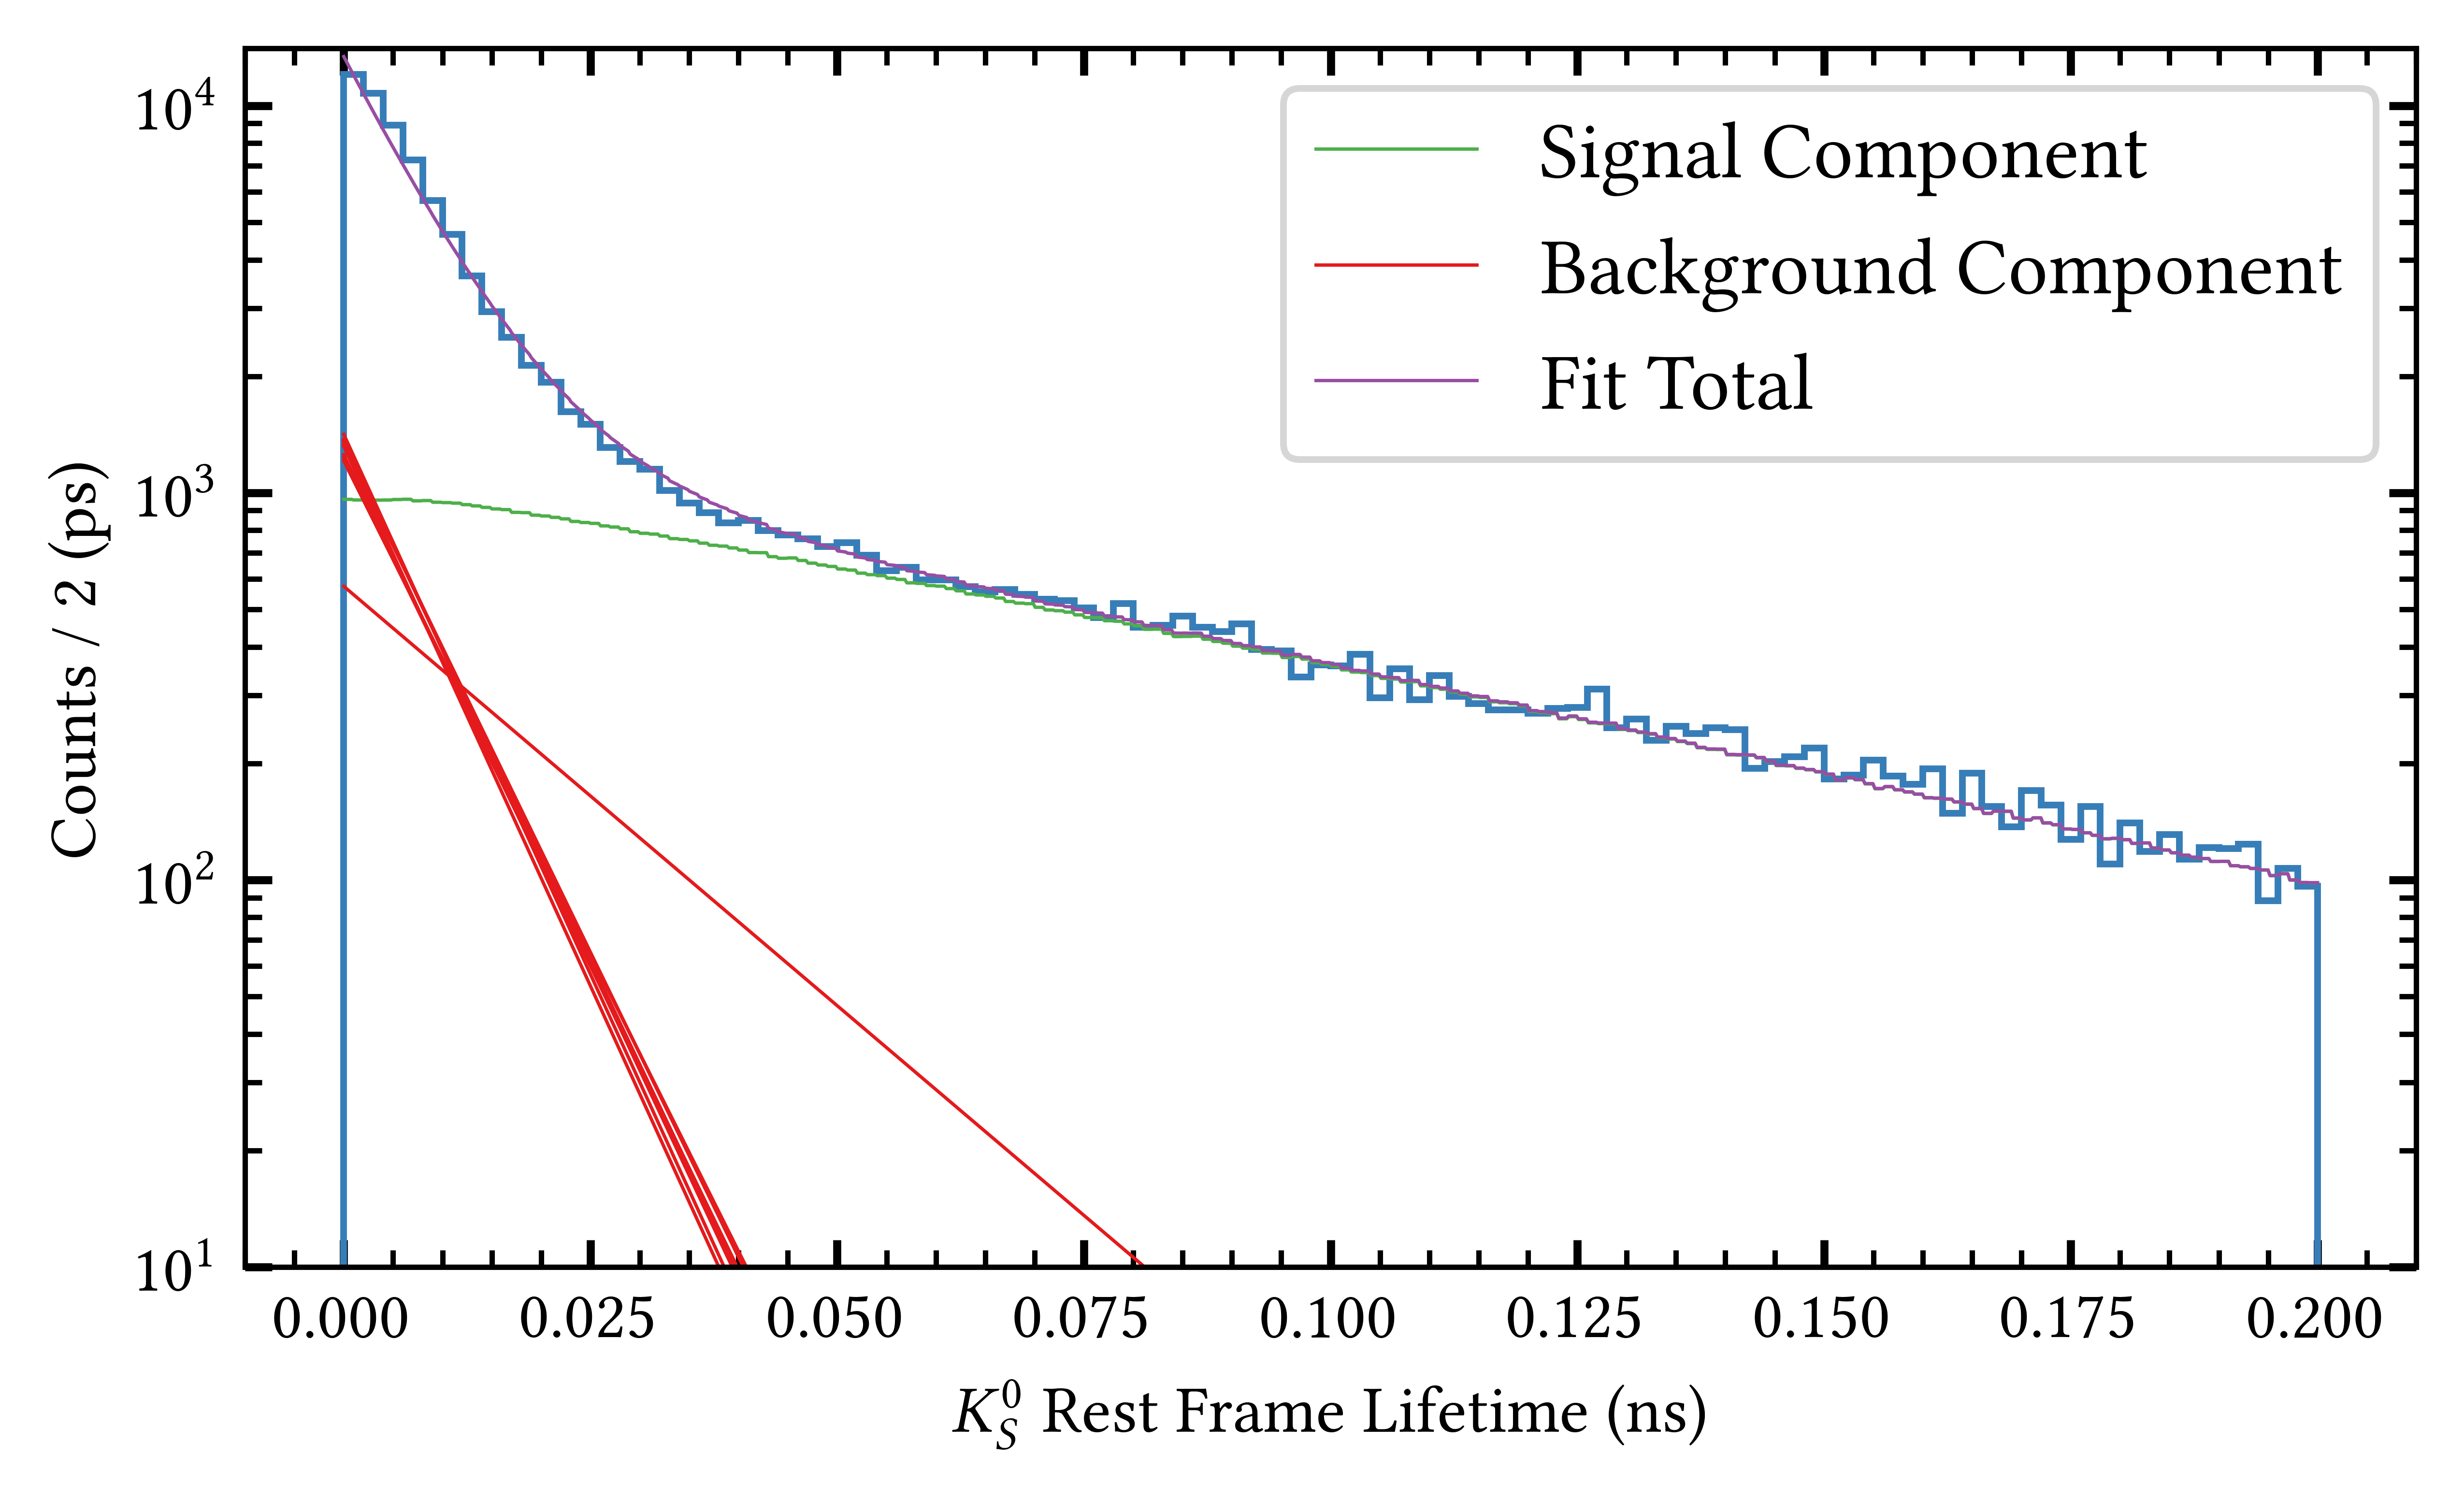 10^4
10^3
10^2
10^1
Counts / 2 (ps)
Signal Component
Background Component
Fit Total
0.000 0.025 0.050 0.075 0.100 0.125 0.150 0.175 0.200
K_S^0 Rest Frame Lifetime (ns)